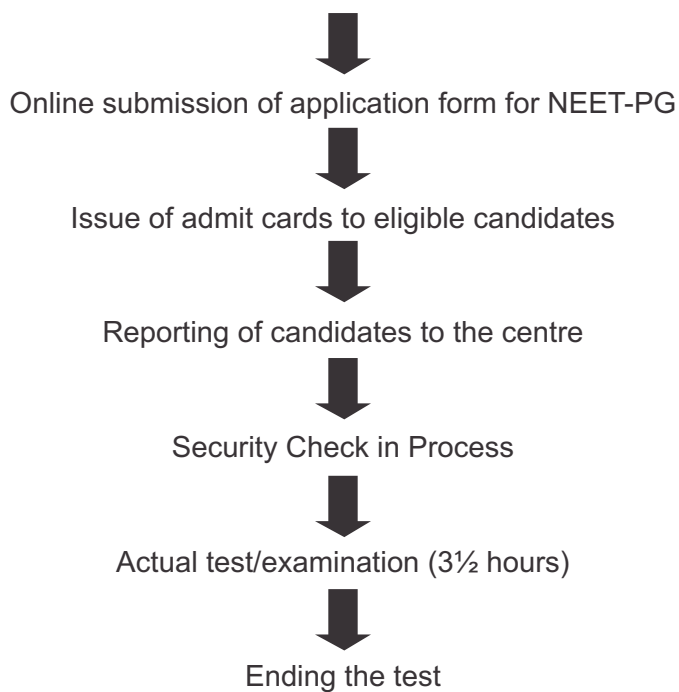 Online submission of application form for NEET-PG
Issue of admit cards to eligible candidates
Reporting of candidates to the centre
Security Check in Process
Actual test/examination (3½ hours)
Ending the test